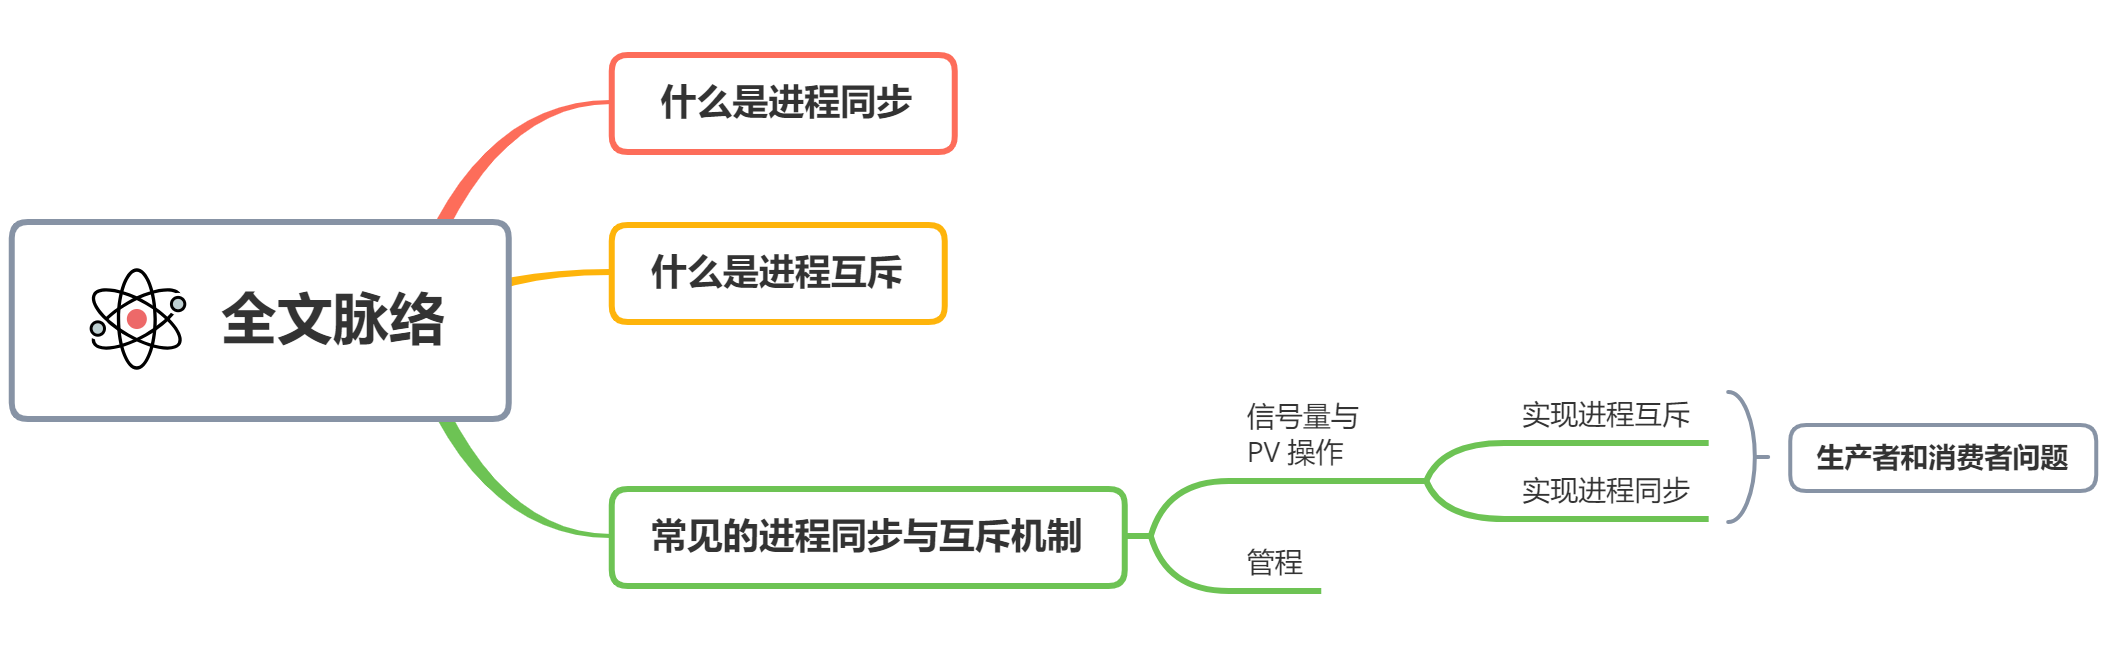 什么是进程同步
什么是进程互斥
全文脉络
信号量与
PV 操作
实现进程互斥
实现进程同步
生产者和消费者问题
常见的进程同步与互斥机制
管程